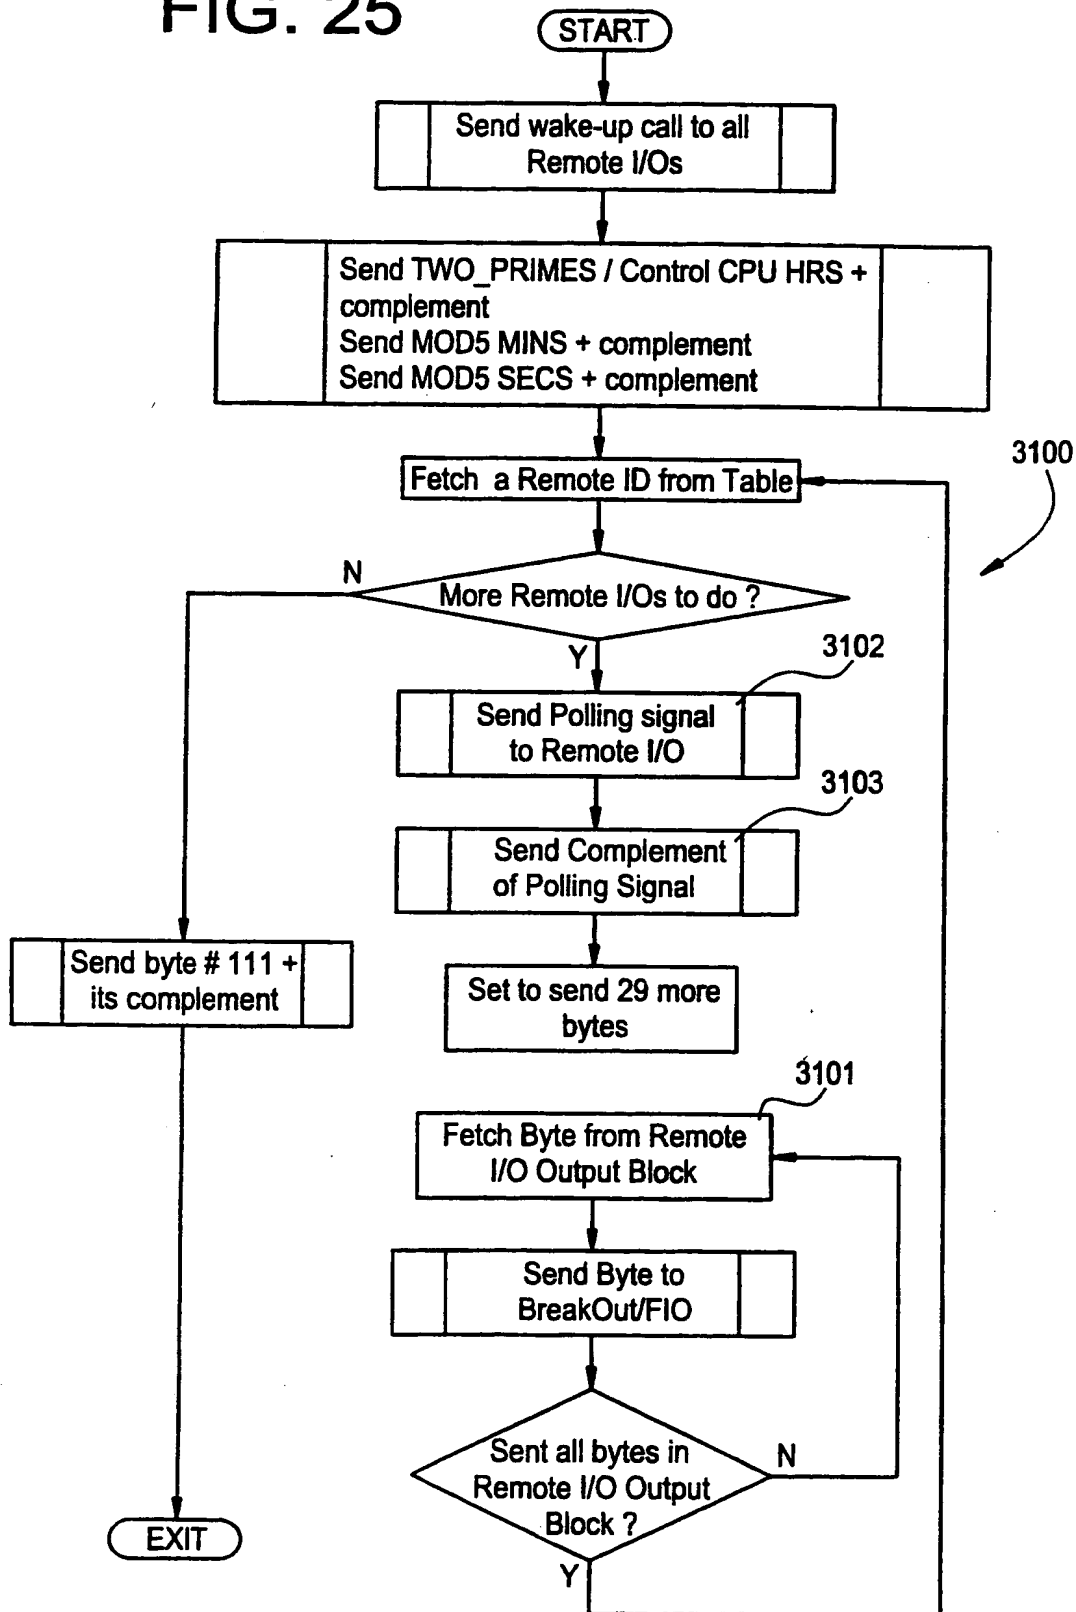 FIG. 25
START
Send wake-up call to all
Remote I/Os
Send TWO_PRIMES / Control CPU HRS +
complement
Send MOD5 MINS + complement
Send MOD5 SECS + complement
3100
Fetch a Remote ID from Table
N
More Remote I/Os to do ?
Y
3102
Send Polling signal
to Remote I/O
3103
Send Complement
of Polling Signal
Send byte # 111 +
its complement
Set to send 29 more
bytes
3101
Fetch Byte from Remote
I/O Output Block
Send Byte to
BreakOut/FIO
Sent all bytes in
Remote I/O Output
Block ?
N
EXIT
Y